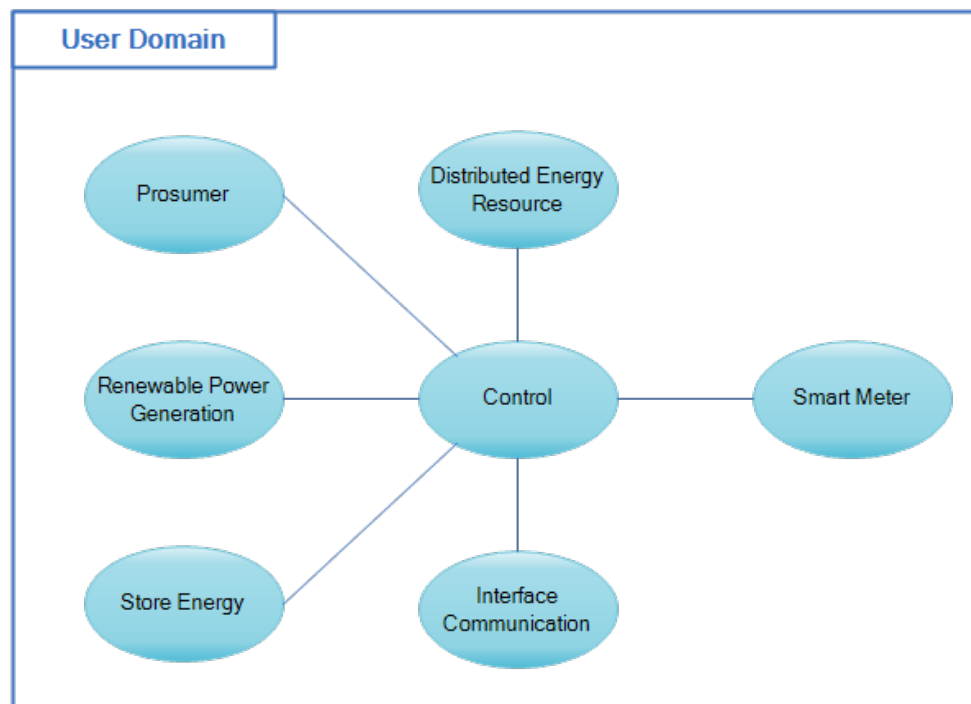 User Domain
Prosumer
Distributed Energy
Resource
Renewable Power
Generation
Control
Smart Meter
Store Energy
Interface
Communication